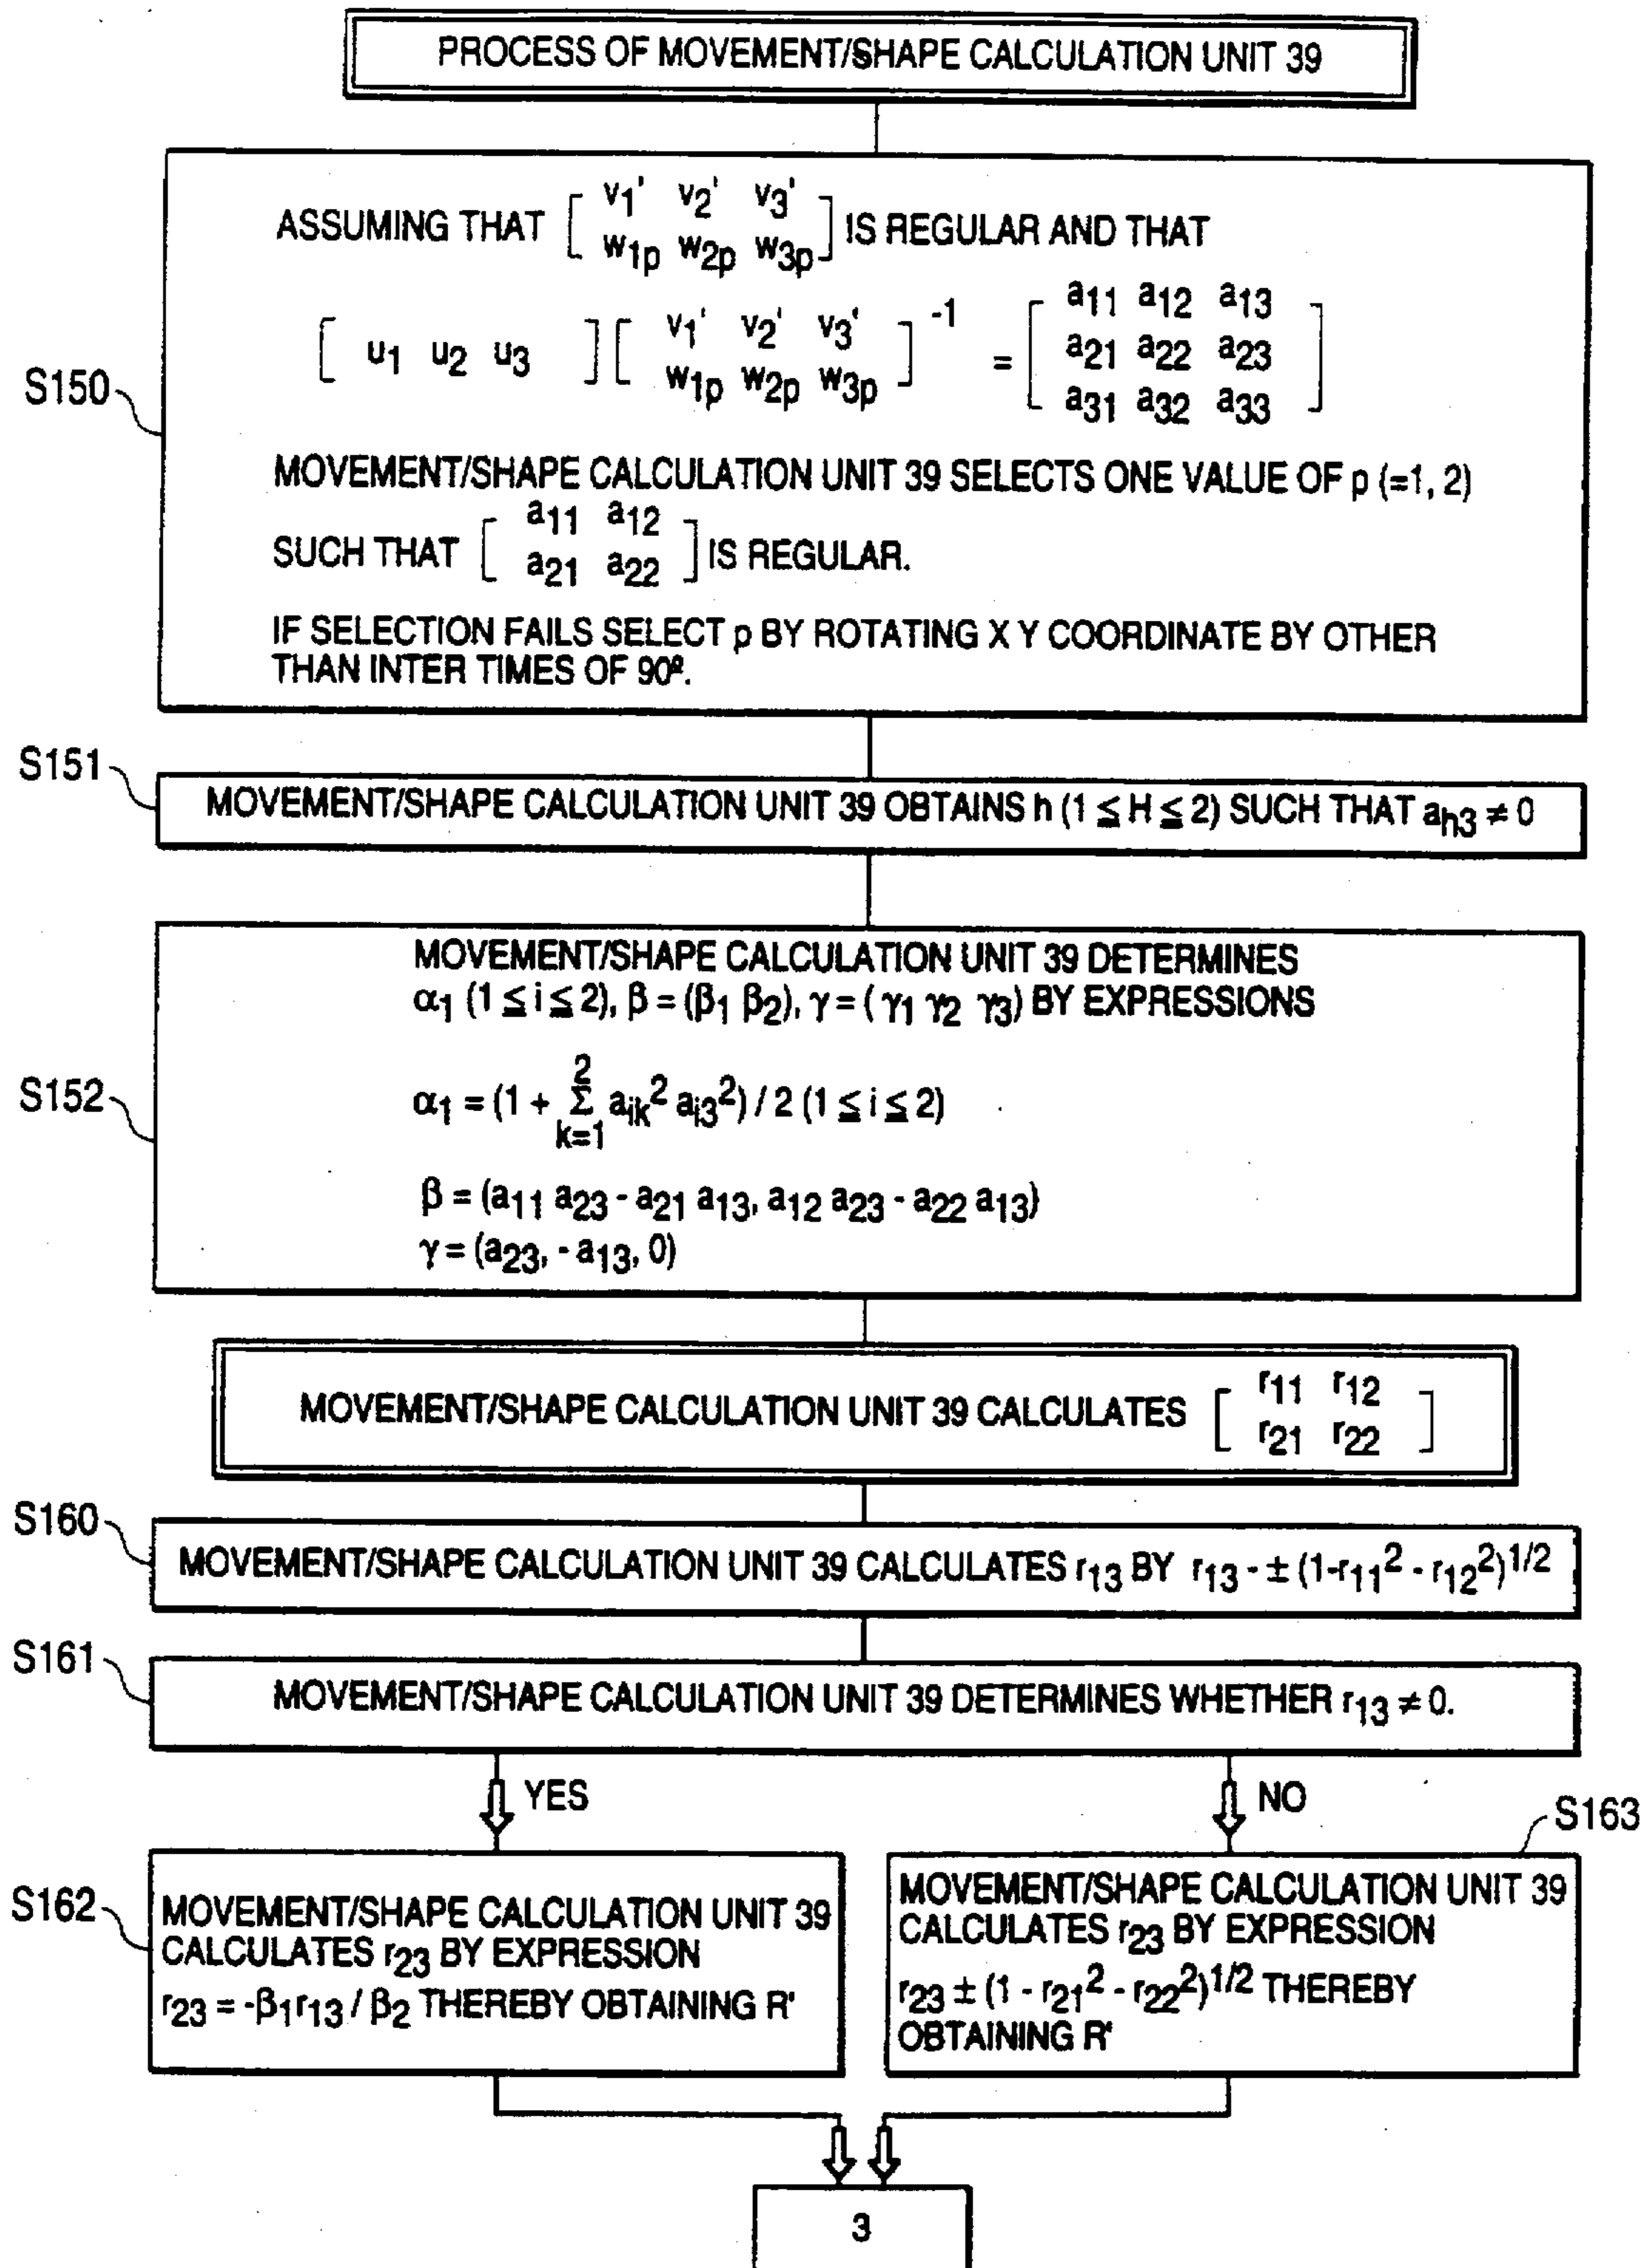 PROCESS OF MOVEMENT/SHAPE CALCULATION UNIT 39
S150
ASSUMING THAT [ v1' v2' v3' ] IS REGULAR AND THAT
w1p w2p w3p
[ u1 u2 u3 ] [ v1' v2' v3' ] -1 = [ a11 a12 a13 ]
w1p w2p w3p a21 a22 a23
a31 a32 a33
MOVEMENT/SHAPE CALCULATION UNIT 39 SELECTS ONE VALUE OF p (=1, 2)
SUCH THAT [ a11 a12 ] IS REGULAR.
a21 a22
IF SELECTION FAILS SELECT p BY ROTATING X Y COORDINATE BY OTHER
THAN INTER TIMES OF 90º.
S151
MOVEMENT/SHAPE CALCULATION UNIT 39 OBTAINS h (1 ≦ H ≦ 2) SUCH THAT ah3 ≠ 0
S152
MOVEMENT/SHAPE CALCULATION UNIT 39 DETERMINES
α1 (1 ≦ i ≦ 2), β = (β1 β2), γ = ( γ1 γ2 γ3) BY EXPRESSIONS
α1 = (1 + Σ k=1 2 aik² ai3²) / 2 (1 ≦ i ≦ 2)
β = (a11 a23 - a21 a13, a12 a23 - a22 a13)
γ = (a23, - a13, 0)
MOVEMENT/SHAPE CALCULATION UNIT 39 CALCULATES [ r11 r12 ]
r21 r22
S160
MOVEMENT/SHAPE CALCULATION UNIT 39 CALCULATES r13 BY r13 - ± (1-r11² - r12²)1/2
S161
MOVEMENT/SHAPE CALCULATION UNIT 39 DETERMINES WHETHER r13 ≠ 0.
YES
NO
S162
MOVEMENT/SHAPE CALCULATION UNIT 39
CALCULATES r23 BY EXPRESSION
r23 = -β1r13 / β2 THEREBY OBTAINING R'
S163
MOVEMENT/SHAPE CALCULATION UNIT 39
CALCULATES r23 BY EXPRESSION
r23 ± (1 - r21² - r22²)1/2 THEREBY
OBTAINING R'
3